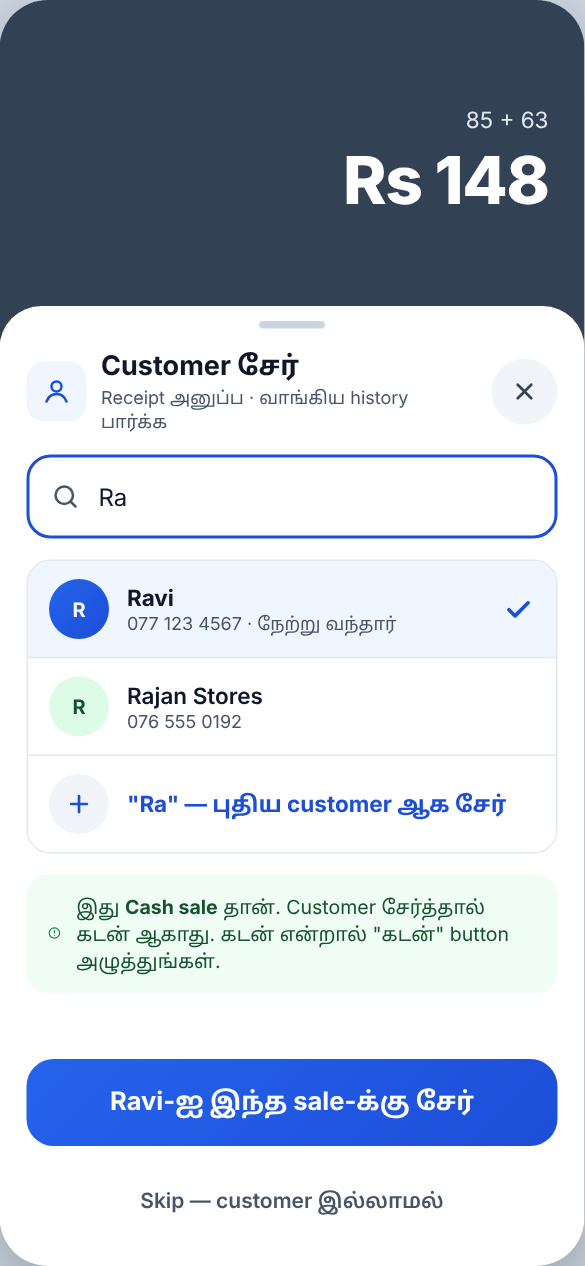 85 + 63
Rs 148
Customer சேர்
Receipt அனுப்ப · வாங்கிய history
பார்க்க
Ra
R
Ravi
077 123 4567 · நேற்று வந்தார்
R
Rajan Stores
076 555 0192
"Ra" — புதிய customer ஆக சேர்
இது Cash sale தான். Customer சேர்த்தால்
கடன் ஆகாது. கடன் என்றால் "கடன்" button
அழுத்துங்கள்.
Ravi-ஐ இந்த sale-க்கு சேர்
Skip — customer இல்லாமல்